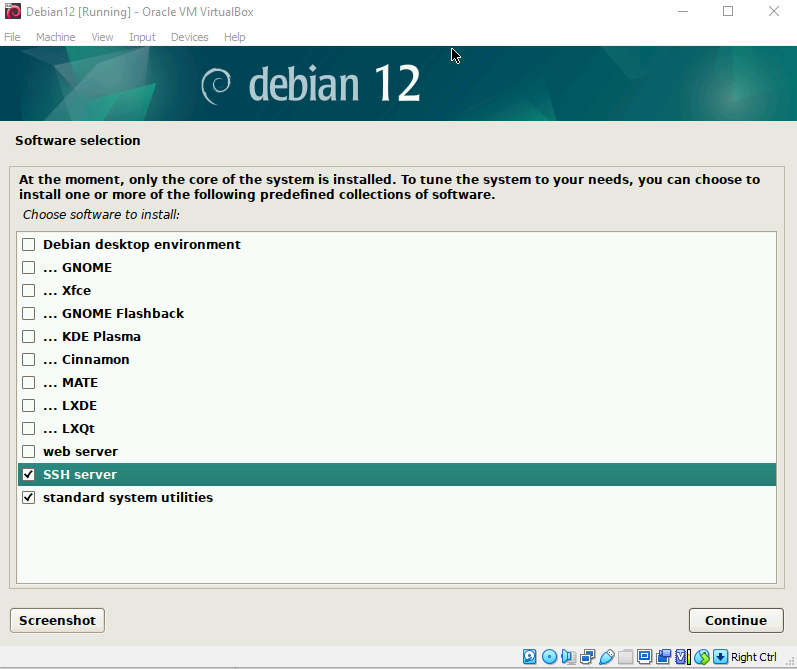 Debian12 [Running] - Oracle VM VirtualBox
File Machine View Input Devices Help
debian 12
Software selection
At the moment, only the core of the system is installed. To tune the system to your needs, you can choose to
install one or more of the following predefined collections of software.
Choose software to install:
Debian desktop environment
... GNOME
... Xfce
... GNOME Flashback
... KDE Plasma
... Cinnamon
... MATE
... LXDE
... LXQt
web server
SSH server
standard system utilities
Screenshot Continue
Right Ctrl